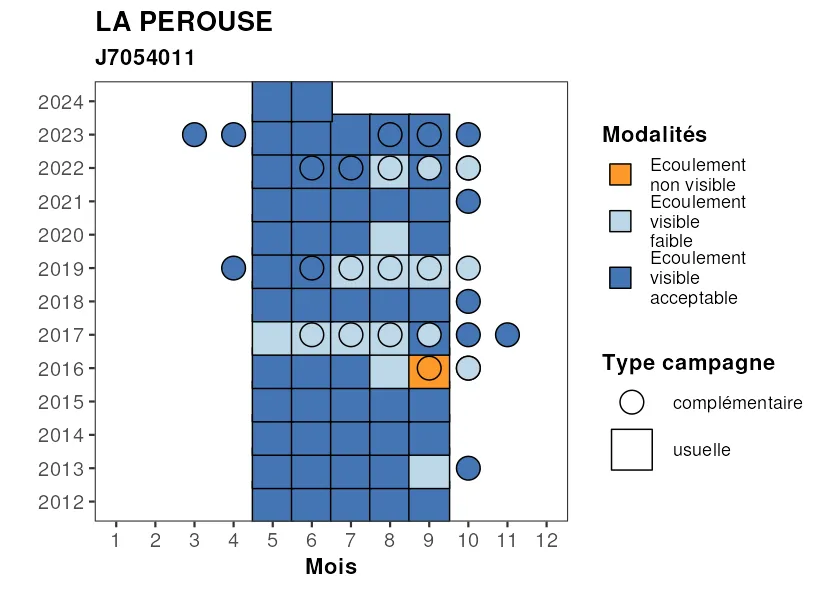 LA PEROUSE
J7054011
2024
2023
2022
2021
2020
2019
2018
2017
2016
2015
2014
2013
2012
1 2 3 4 5 6 7 8 9 10 11 12
Mois
Modalités
Ecoulement
non visible
Ecoulement
visible
faible
Ecoulement
visible
acceptable
Type campagne
complémentaire
usuelle